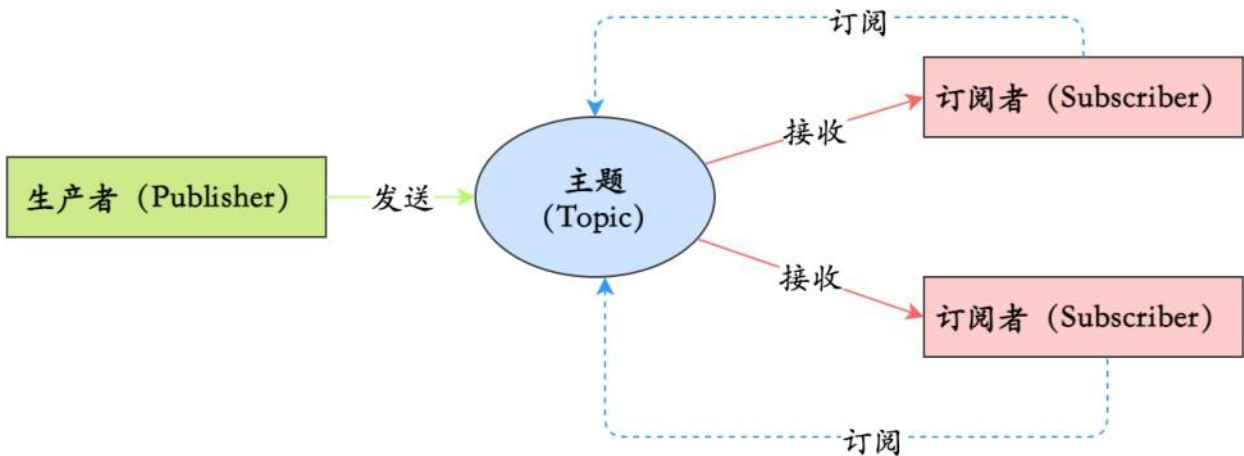 订阅
订阅者（Subscriber）
接收
生产者（Publisher）
发送
主题
(Topic)
接收
订阅者（Subscriber）
订阅